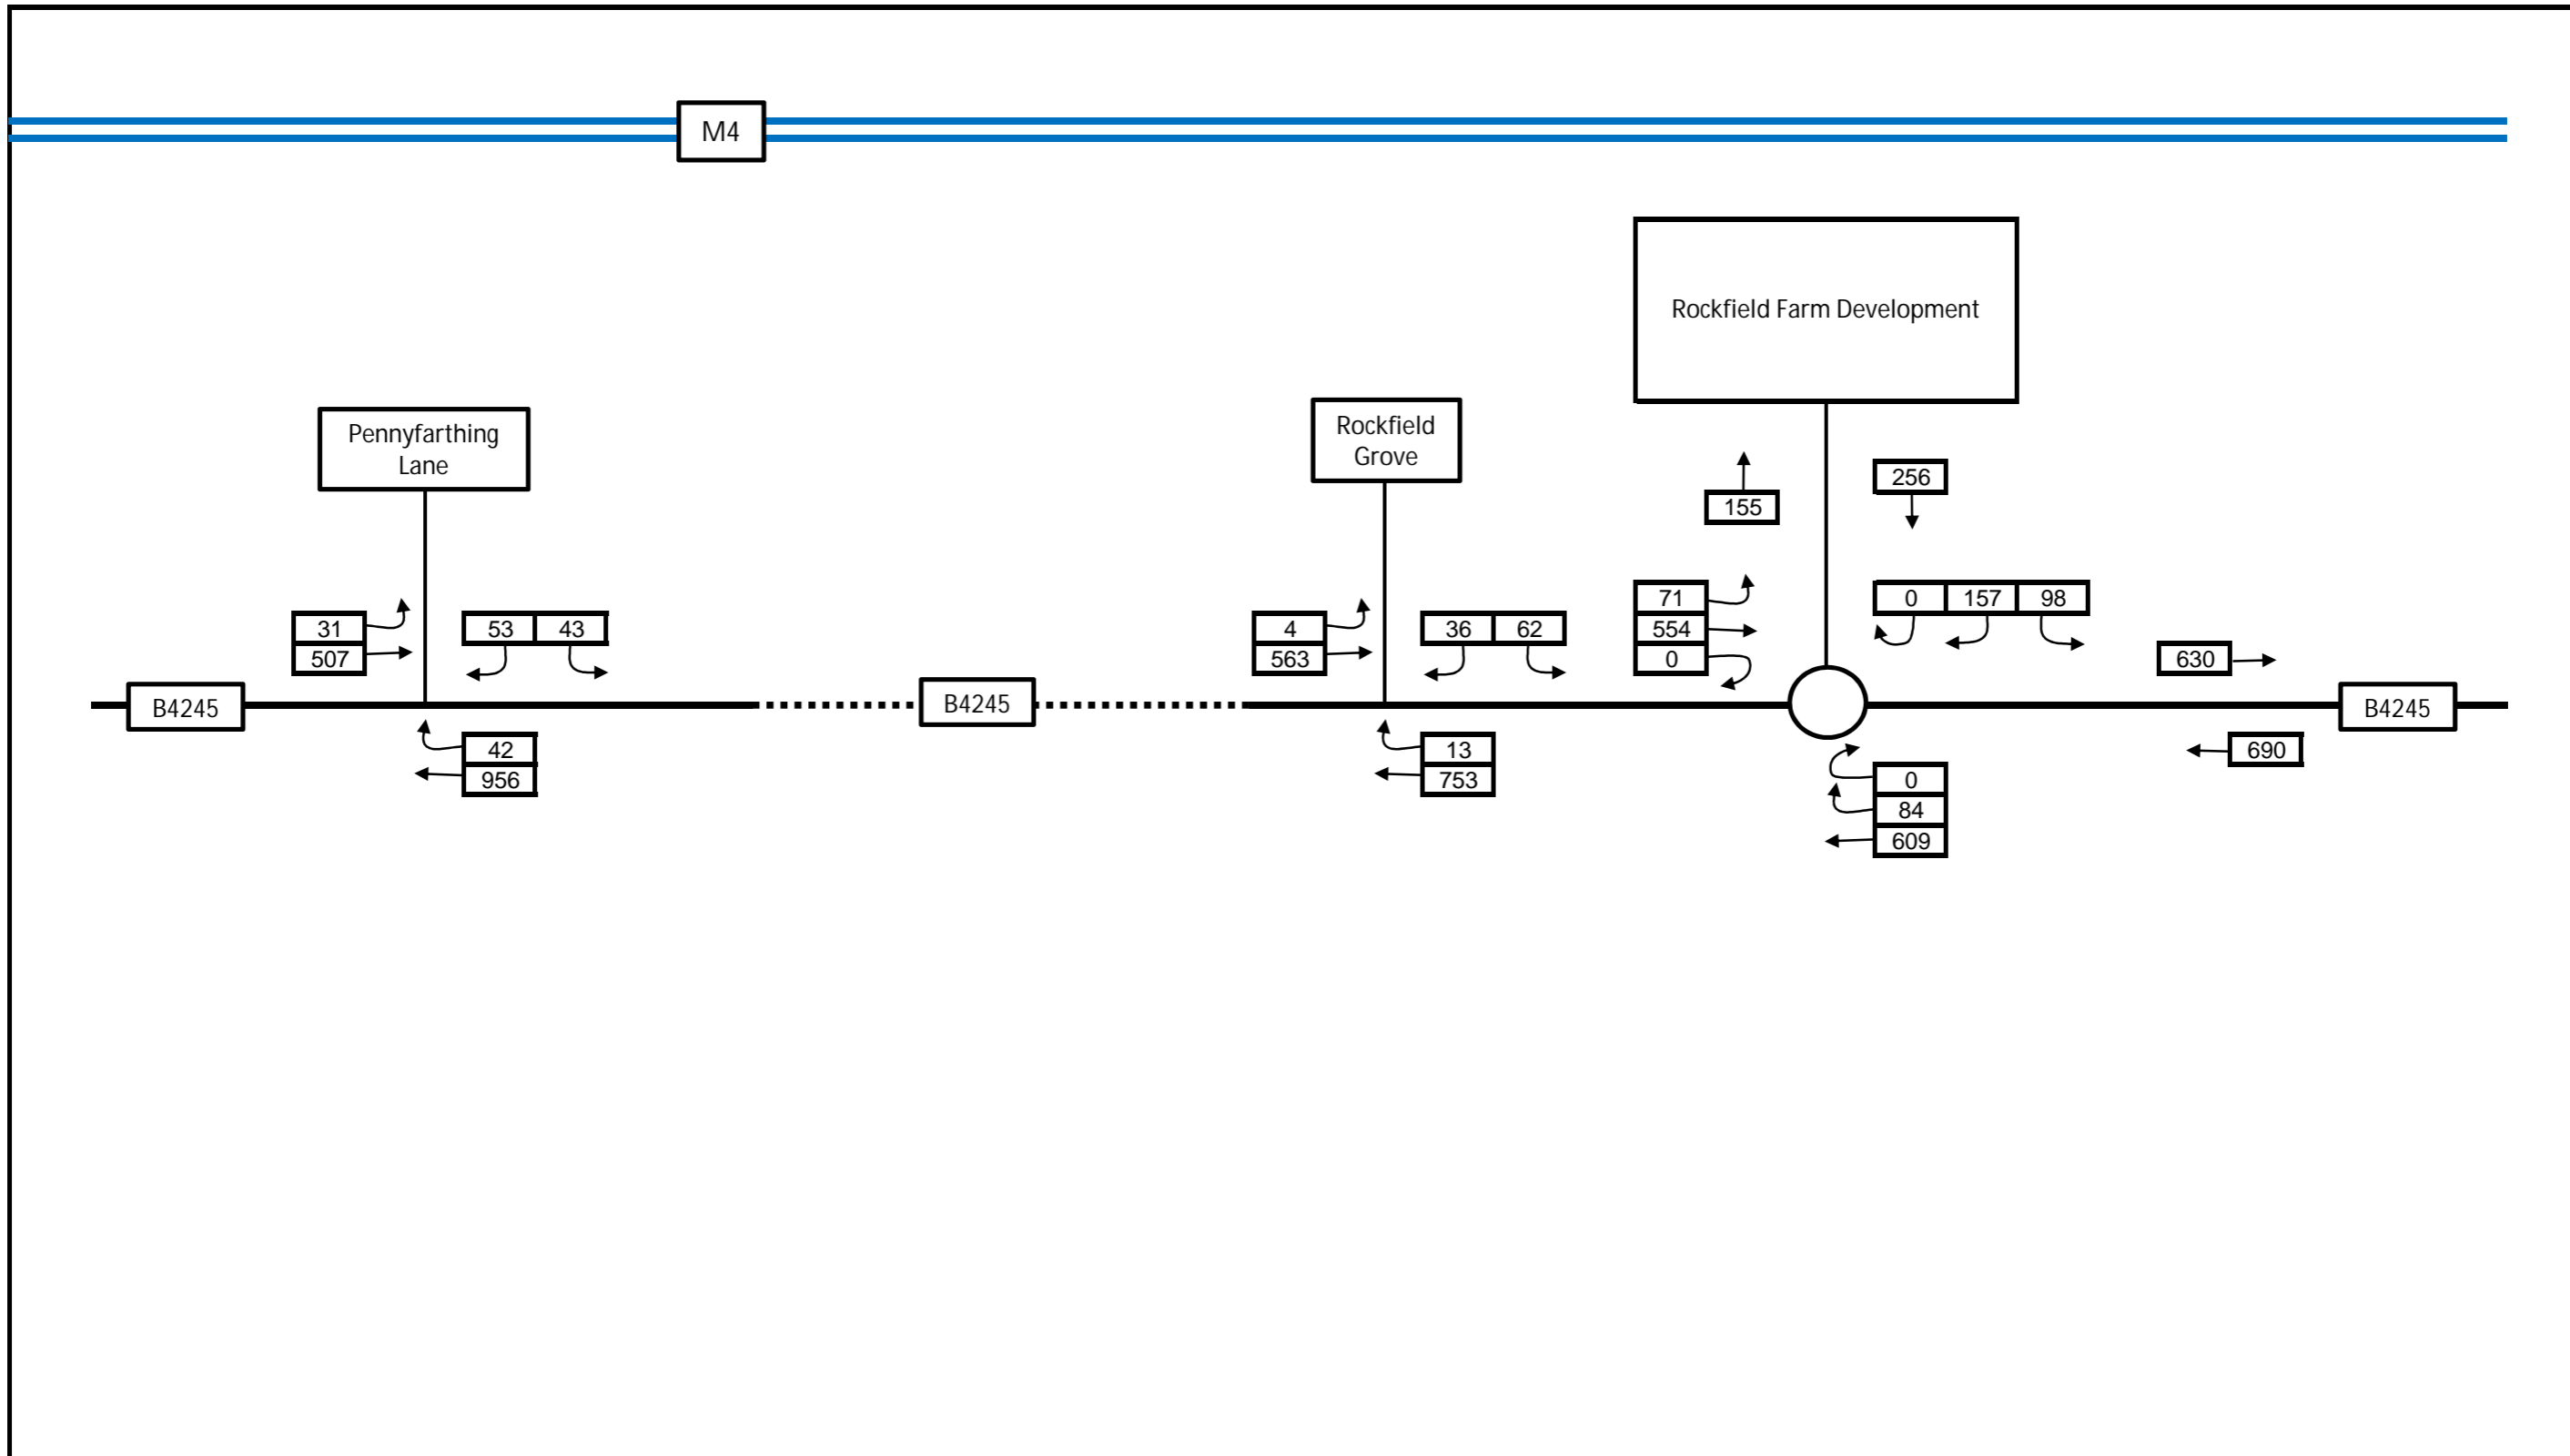 M4
Rockfield Farm Development
Pennyfarthing
Lane
Rockfield
Grove
256
155
31
507
53 43
4
563
36 62
71
554
0
0 157 98
630
B4245
B4245
B4245
42
956
13
753
690
0
84
609